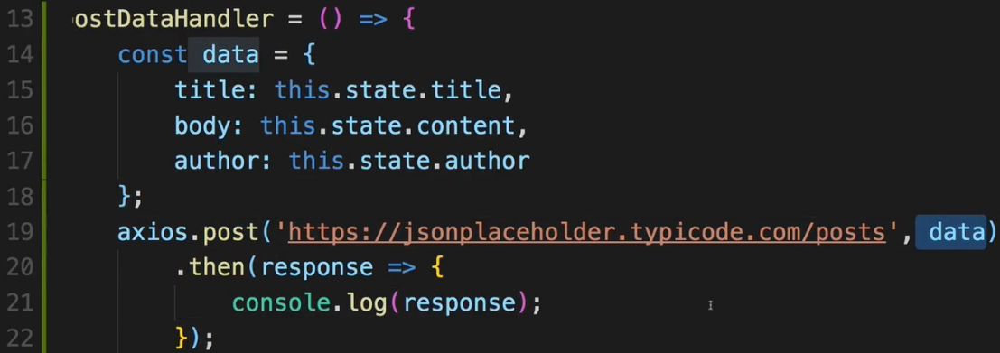 13 ostDataHandler = () => {
14 const data = {
15 title: this.state.title,
16 body: this.state.content,
17 author: this.state.author
18 };
19 axios.post('https://jsonplaceholder.typicode.com/posts', data)
20 .then(response => {
21 console.log(response);
22 });